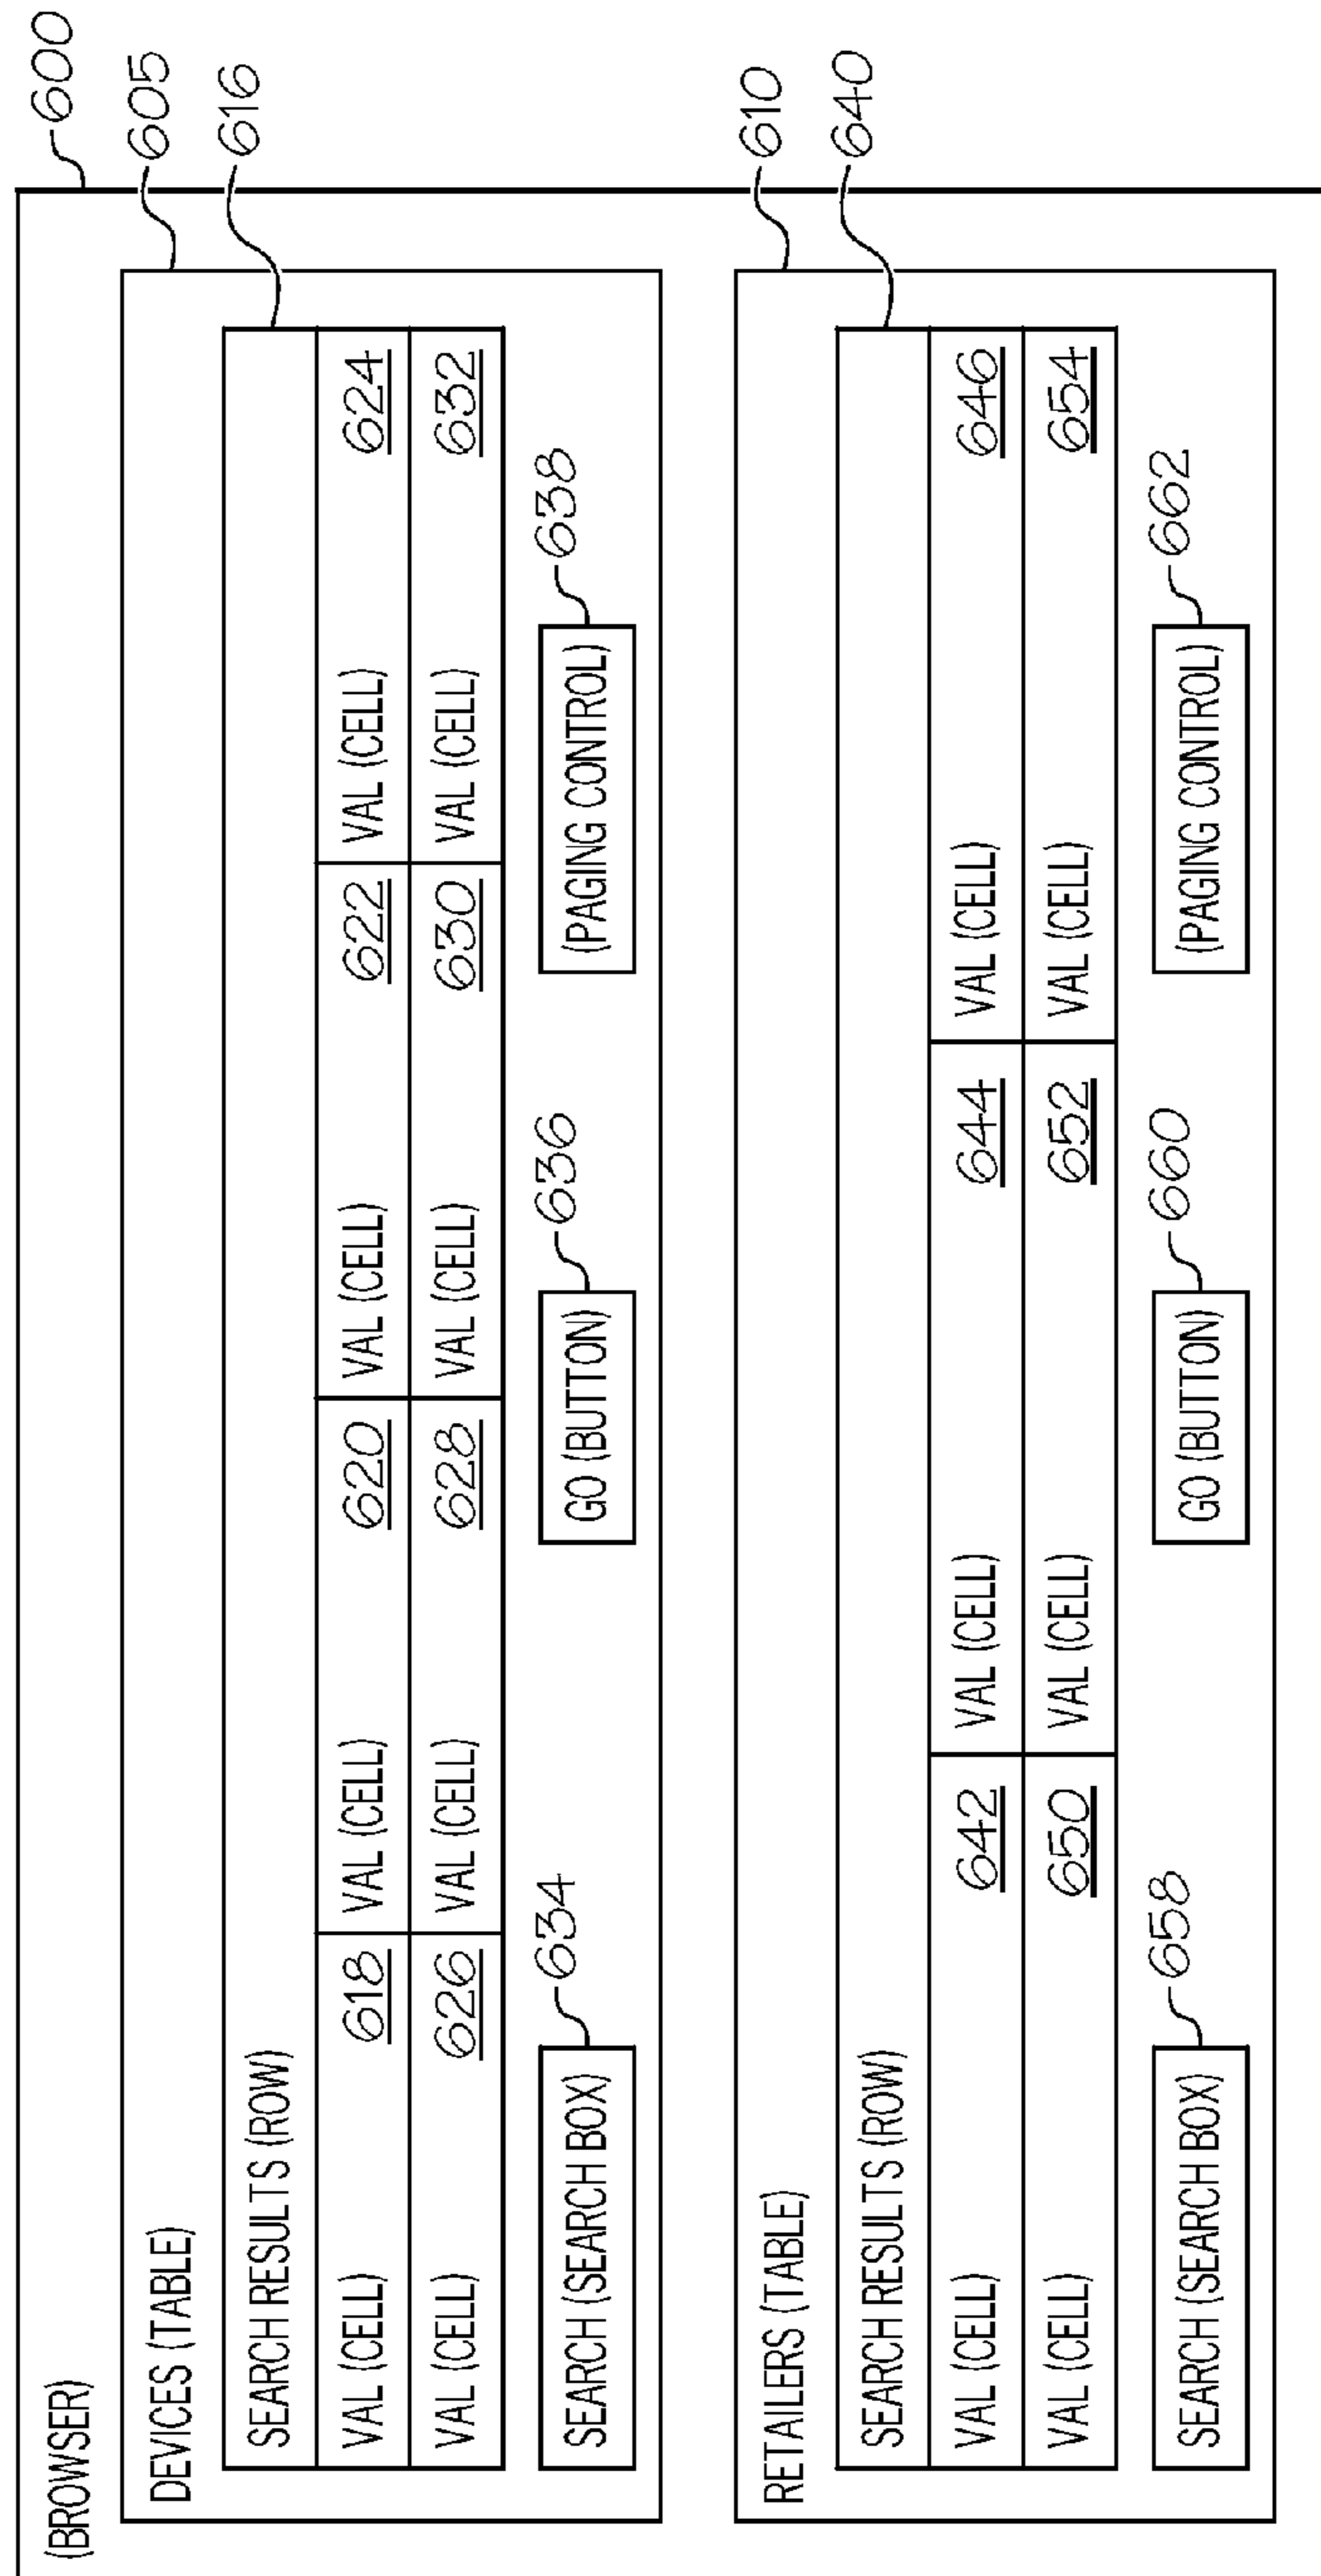 600
(BROWSER)
605
DEVICES (TABLE)
616
SEARCH RESULTS (ROW)
VAL (CELL) 618 VAL (CELL) 620 VAL (CELL) 622 VAL (CELL) 624
VAL (CELL) 626 VAL (CELL) 628 VAL (CELL) 630 VAL (CELL) 632
SEARCH (SEARCH BOX) 634 GO (BUTTON) 636 (PAGING CONTROL) 638
610
RETAILERS (TABLE)
640
SEARCH RESULTS (ROW)
VAL (CELL) 642 VAL (CELL) 644 VAL (CELL) 646
VAL (CELL) 650 VAL (CELL) 652 VAL (CELL) 654
SEARCH (SEARCH BOX) 658 GO (BUTTON) 660 (PAGING CONTROL) 662